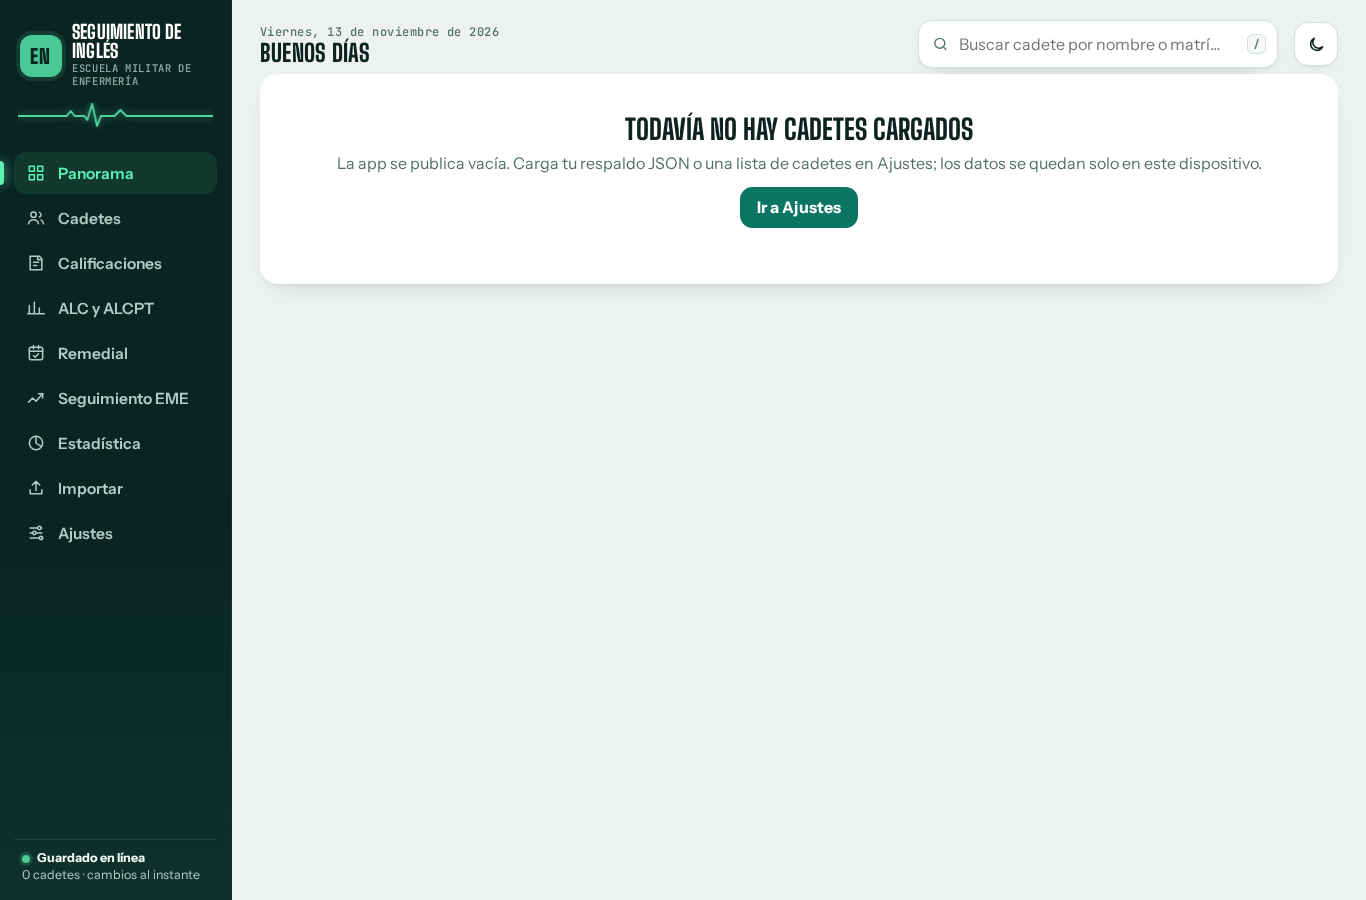 EN
SEGUIMIENTO DE
INGLÉS
ESCUELA MILITAR DE
ENFERMERÍA
Panorama
Cadetes
Calificaciones
ALC y ALCPT
Remedial
Seguimiento EME
Estadística
Importar
Ajustes
Guardado en línea
0 cadetes · cambios al instante
Viernes, 13 de noviembre de 2026
BUENOS DÍAS
Buscar cadete por nombre o matrí...
/
TODAVÍA NO HAY CADETES CARGADOS
La app se publica vacía. Carga tu respaldo JSON o una lista de cadetes en Ajustes; los datos se quedan solo en este dispositivo.
Ir a Ajustes